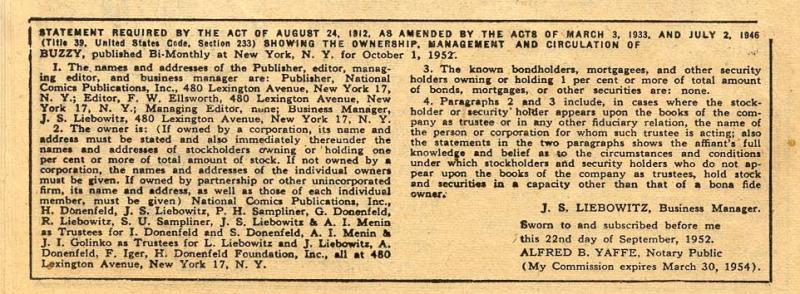 STATEMENT REQUIRED BY THE ACT OF AUGUST 24, 1912, AS AMENDED BY THE ACTS OF MARCH 3, 1933, AND JULY 2, 1946
(Title 39, United States Code, Section 233) SHOWING THE OWNERSHIP, MANAGEMENT AND CIRCULATION OF
BUZZY, published Bi-Monthly at New York, N. Y. for October 1, 1952.
1. The names and addresses of the Publisher, editor, manag-
ing editor, and business manager are: Publisher, National
Comics Publications, Inc., 480 Lexington Avenue, New York 17,
N. Y.; Editor, F. W. Ellsworth, 480 Lexington Avenue, New
York 17, N. Y.; Managing Editor, none; Business Manager,
J. S. Liebowitz, 480 Lexington Avenue, New York 17, N. Y.
2. The owner is: (If owned by a corporation, its name and
address must be stated and also immediately thereunder the
names and addresses of stockholders owning or holding one
per cent or more of total amount of stock. If not owned by a
corporation, the names and addresses of the individual owners
must be given. If owned by partnership or other unincorporated
firm, its name and address, as well as those of each individual
member, must be given) National Comics Publications, Inc.,
H. Donenfeld, J. S. Liebowitz, P. H. Sampliner, G. Donenfeld,
R. Liebowitz, S. U. Sampliner, J. S. Liebowitz & A. I. Menin
as Trustees for I. Donenfeld and S. Donenfeld, A. I. Menin &
J. I. Golinko as Trustees for L. Liebowitz and J. Liebowitz, A.
Donenfeld, F. Iger, H. Donenfeld Foundation, Inc., all at 480
Lexington Avenue, New York 17, N. Y.
3. The known bondholders, mortgagees, and other security
holders owning or holding 1 per cent or more of total amount
of bonds, mortgages, or other securities are: none.
4. Paragraphs 2 and 3 include, in cases where the stock-
holder or security holder appears upon the books of the com-
pany as trustee or in any other fiduciary relation, the name of
the person or corporation for whom such trustee is acting; also
the statements in the two paragraphs shows the affiant's full
knowledge and belief as to the circumstances and conditions
under which stockholders and security holders who do not ap-
pear upon the books of the company as trustees, hold stock
and securities in a capacity other than that of a bona fide
owner.
J. S. LIEBOWITZ, Business Manager.
Sworn to and subscribed before me
this 22nd day of September, 1952.
ALFRED B. YAFFE, Notary Public
(My Commission expires March 30, 1954).